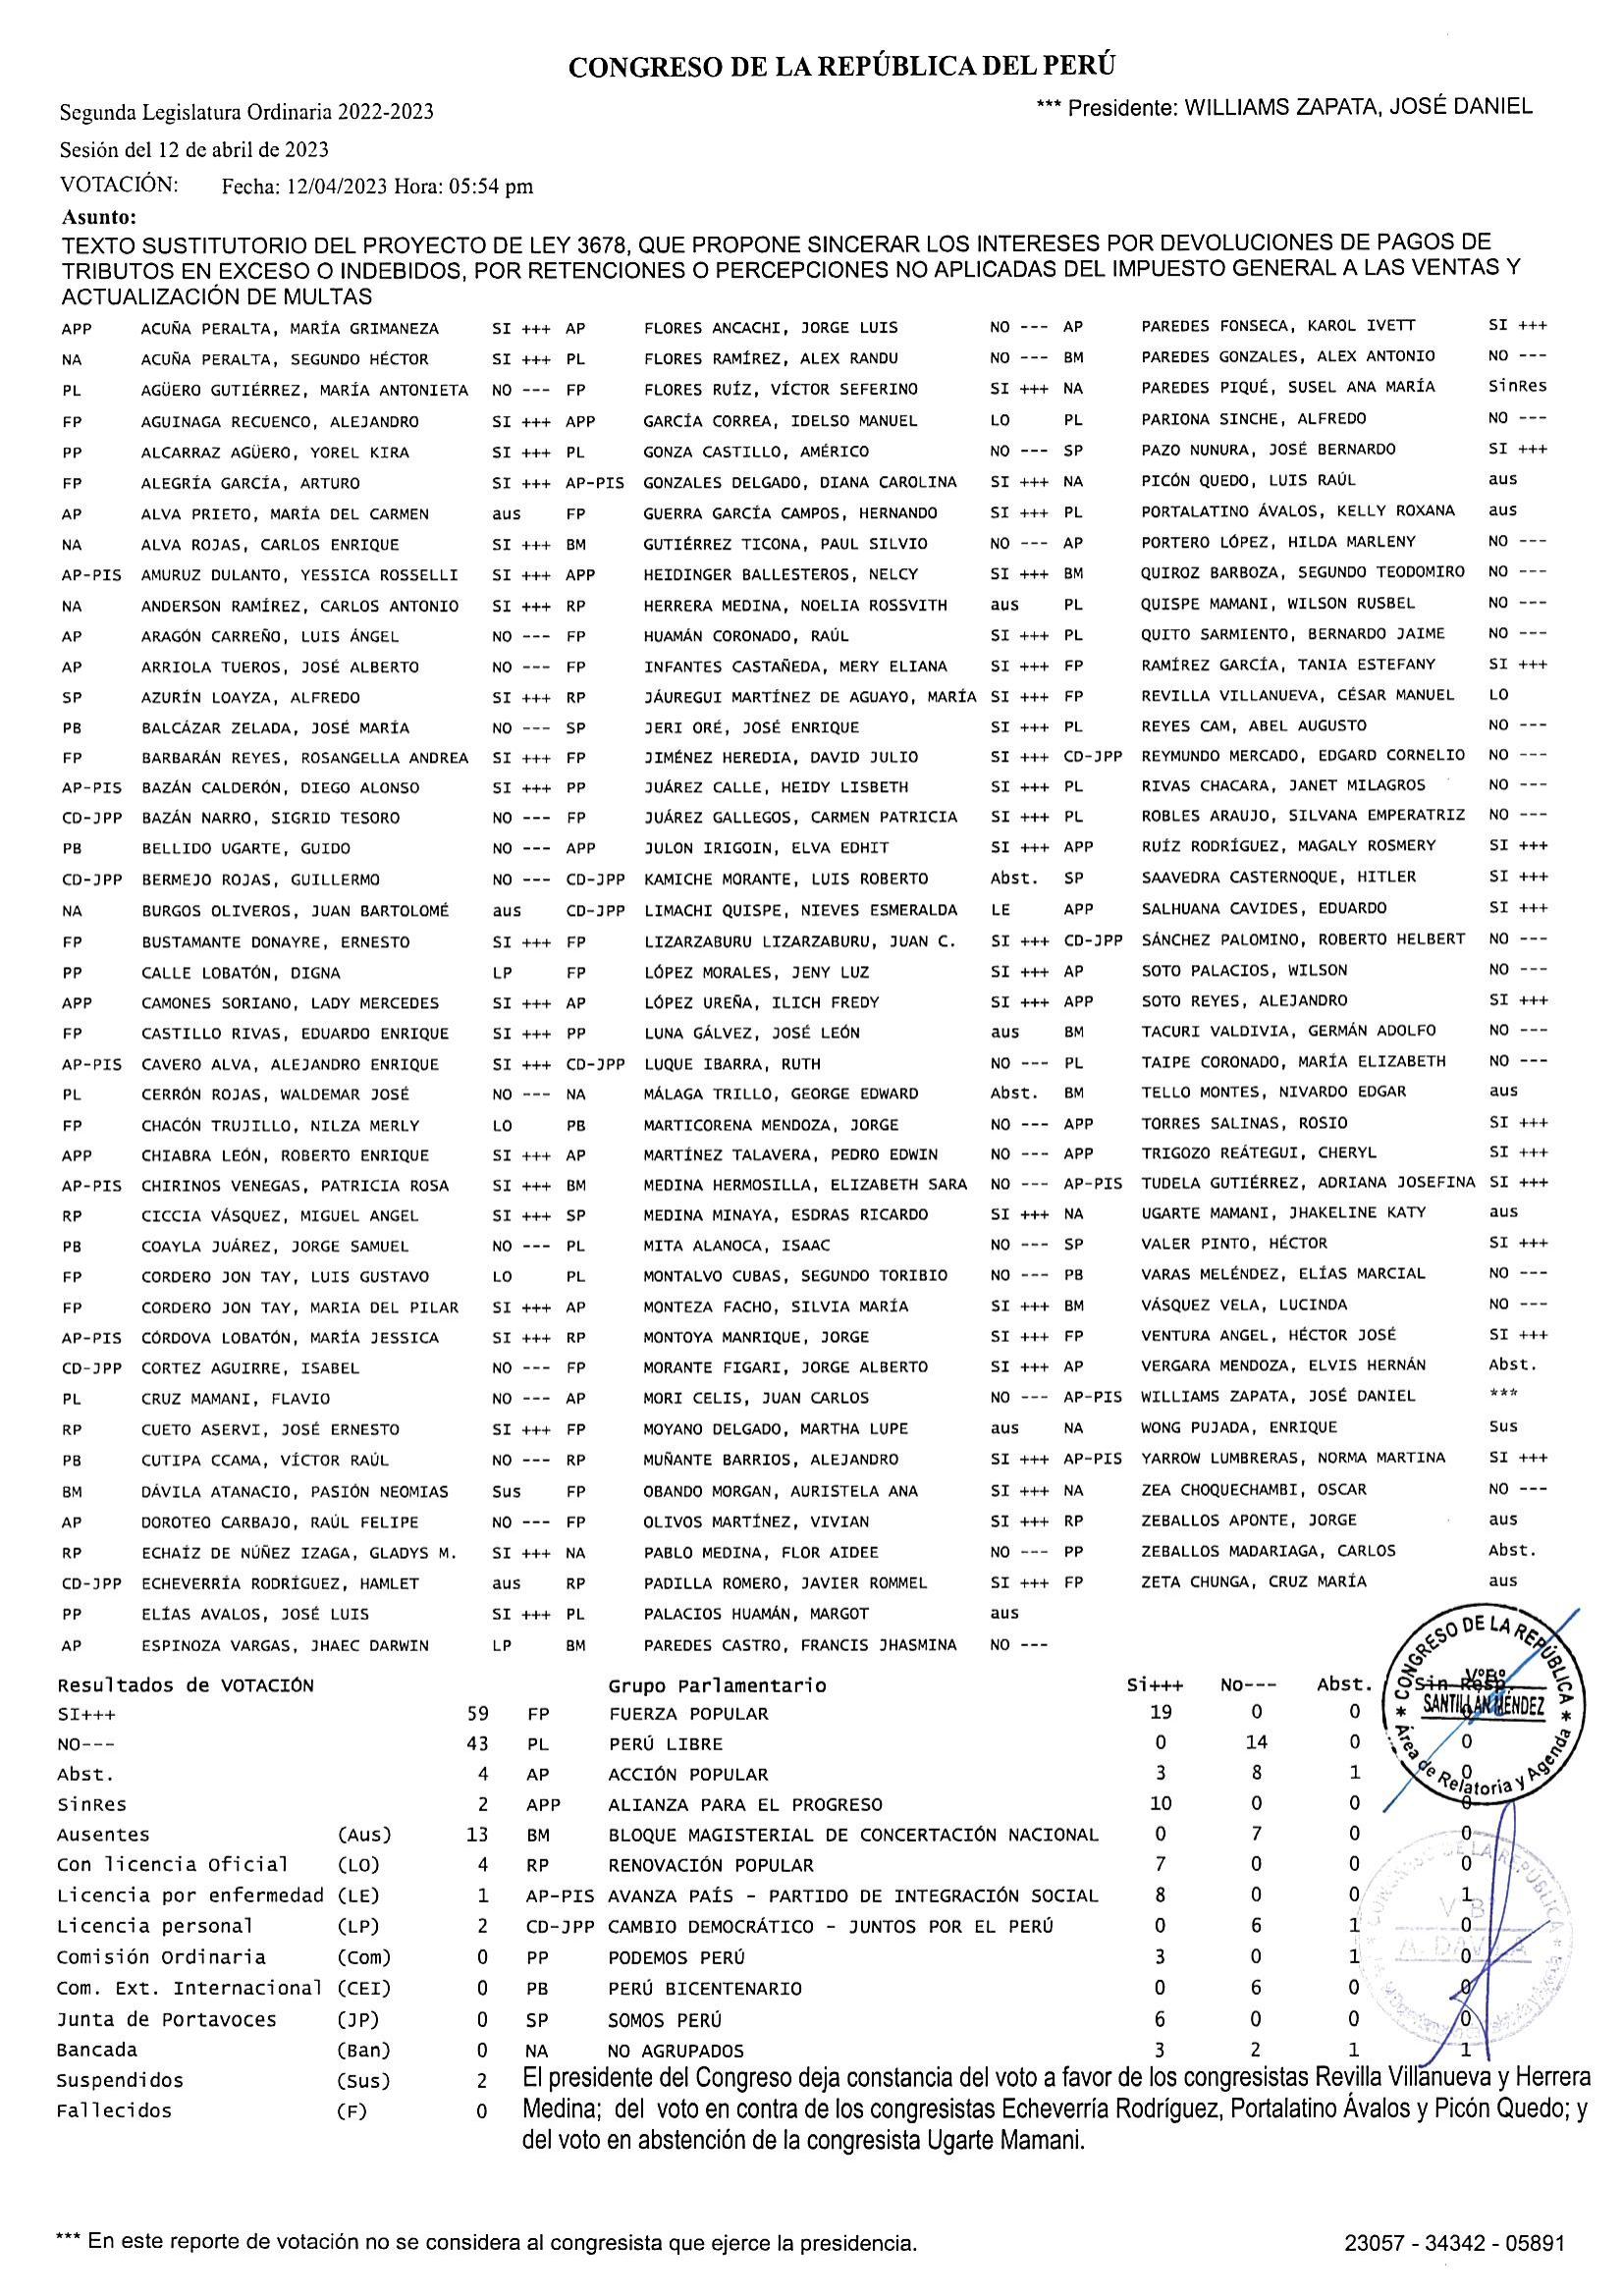 CONGRESO DE LA REPÚBLICA DEL PERÚ
Segunda Legislatura Ordinaria 2022-2023 *** Presidente: WILLIAMS ZAPATA, JOSÉ DANIEL
Sesión del 12 de abril de 2023
VOTACIÓN: Fecha: 12/04/2023 Hora: 05:54 pm
Asunto:
TEXTO SUSTITUTORIO DEL PROYECTO DE LEY 3678, QUE PROPONE SINCERAR LOS INTERESES POR DEVOLUCIONES DE PAGOS DE
TRIBUTOS EN EXCESO O INDEBIDOS, POR RETENCIONES O PERCEPCIONES NO APLICADAS DEL IMPUESTO GENERAL A LAS VENTAS Y
ACTUALIZACIÓN DE MULTAS
APP ACUÑA PERALTA, MARÍA GRIMANEZA SI +++ AP FLORES ANCACHI, JORGE LUIS NO --- AP PAREDES FONSECA, KAROL IVETT SI +++
NA ACUÑA PERALTA, SEGUNDO HÉCTOR SI +++ PL FLORES RAMÍREZ, ALEX RANDU NO --- BM PAREDES GONZALES, ALEX ANTONIO NO ---
PL AGÜERO GUTIÉRREZ, MARÍA ANTONIETA NO --- FP FLORES RUÍZ, VÍCTOR SEFERINO SI +++ NA PAREDES PIQUÉ, SUSEL ANA MARÍA SinRes
FP AGUINAGA RECUENCO, ALEJANDRO SI +++ APP GARCÍA CORREA, IDELSO MANUEL LO PL PARIONA SINCHE, ALFREDO NO ---
PP ALCARRAZ AGÜERO, YOREL KIRA SI +++ PL GONZA CASTILLO, AMÉRICO NO --- SP PAZO NUNURA, JOSÉ BERNARDO SI +++
FP ALEGRÍA GARCÍA, ARTURO SI +++ AP-PIS GONZALES DELGADO, DIANA CAROLINA SI +++ NA PICÓN QUEDO, LUIS RAÚL aus
AP ALVA PRIETO, MARÍA DEL CARMEN aus FP GUERRA GARCÍA CAMPOS, HERNANDO SI +++ PL PORTALATINO ÁVALOS, KELLY ROXANA aus
NA ALVA ROJAS, CARLOS ENRIQUE SI +++ BM GUTIÉRREZ TICONA, PAUL SILVIO NO --- AP PORTERO LÓPEZ, HILDA MARLENY NO ---
AP-PIS AMURUZ DULANTO, YESSICA ROSSELLI SI +++ APP HEIDINGER BALLESTEROS, NELCY SI +++ BM QUIROZ BARBOZA, SEGUNDO TEODOMIRO NO ---
NA ANDERSON RAMÍREZ, CARLOS ANTONIO SI +++ RP HERRERA MEDINA, NOELIA ROSSVITH aus PL QUISPE MAMANI, WILSON RUSBEL NO ---
AP ARAGÓN CARREÑO, LUIS ÁNGEL NO --- FP HUAMÁN CORONADO, RAÚL SI +++ PL QUITO SARMIENTO, BERNARDO JAIME NO ---
AP ARRIOLA TUEROS, JOSÉ ALBERTO NO --- FP INFANTES CASTAÑEDA, MERY ELIANA SI +++ FP RAMÍREZ GARCÍA, TANIA ESTEFANY SI +++
SP AZURÍN LOAYZA, ALFREDO SI +++ RP JÁUREGUI MARTÍNEZ DE AGUAYO, MARÍA SI +++ FP REVILLA VILLANUEVA, CÉSAR MANUEL LO
PB BALCÁZAR ZELADA, JOSÉ MARÍA NO --- SP JERI ORÉ, JOSÉ ENRIQUE SI +++ PL REYES CAM, ABEL AUGUSTO NO ---
FP BARBARÁN REYES, ROSANGELLA ANDREA SI +++ FP JIMÉNEZ HEREDIA, DAVID JULIO SI +++ CD-JPP REYMUNDO MERCADO, EDGARD CORNELIO NO ---
AP-PIS BAZÁN CALDERÓN, DIEGO ALONSO SI +++ PP JUÁREZ CALLE, HEIDY LISBETH SI +++ PL RIVAS CHACARA, JANET MILAGROS NO ---
CD-JPP BAZÁN NARRO, SIGRID TESORO NO --- FP JUÁREZ GALLEGOS, CARMEN PATRICIA SI +++ PL ROBLES ARAUJO, SILVANA EMPERATRIZ NO ---
PB BELLIDO UGARTE, GUIDO NO --- APP JULON IRIGOIN, ELVA EDHIT SI +++ APP RUÍZ RODRÍGUEZ, MAGALY ROSMERY SI +++
CD-JPP BERMEJO ROJAS, GUILLERMO NO --- CD-JPP KAMICHE MORANTE, LUIS ROBERTO Abst. SP SAAVEDRA CASTERNOQUE, HITLER SI +++
NA BURGOS OLIVEROS, JUAN BARTOLOMÉ aus CD-JPP LIMACHI QUISPE, NIEVES ESMERALDA LE APP SALHUANA CAVIDES, EDUARDO SI +++
FP BUSTAMANTE DONAYRE, ERNESTO SI +++ FP LIZARZABURU LIZARZABURU, JUAN C. SI +++ CD-JPP SÁNCHEZ PALOMINO, ROBERTO HELBERT NO ---
PP CALLE LOBATÓN, DIGNA LP FP LÓPEZ MORALES, JENY LUZ SI +++ AP SOTO PALACIOS, WILSON NO ---
APP CAMONES SORIANO, LADY MERCEDES SI +++ AP LÓPEZ UREÑA, ILICH FREDY SI +++ APP SOTO REYES, ALEJANDRO SI +++
FP CASTILLO RIVAS, EDUARDO ENRIQUE SI +++ PP LUNA GÁLVEZ, JOSÉ LEÓN aus BM TACURI VALDIVIA, GERMÁN ADOLFO NO ---
AP-PIS CAVERO ALVA, ALEJANDRO ENRIQUE SI +++ CD-JPP LUQUE IBARRA, RUTH NO --- PL TAIPE CORONADO, MARÍA ELIZABETH NO ---
PL CERRÓN ROJAS, WALDEMAR JOSÉ NO --- NA MÁLAGA TRILLO, GEORGE EDWARD Abst. BM TELLO MONTES, NIVARDO EDGAR aus
FP CHACÓN TRUJILLO, NILZA MERLY LO PB MARTICORENA MENDOZA, JORGE NO --- APP TORRES SALINAS, ROSIO SI +++
APP CHIABRA LEÓN, ROBERTO ENRIQUE SI +++ AP MARTÍNEZ TALAVERA, PEDRO EDWIN NO --- APP TRIGOZO REÁTEGUI, CHERYL SI +++
AP-PIS CHIRINOS VENEGAS, PATRICIA ROSA SI +++ BM MEDINA HERMOSILLA, ELIZABETH SARA NO --- AP-PIS TUDELA GUTIÉRREZ, ADRIANA JOSEFINA SI +++
RP CICCIA VÁSQUEZ, MIGUEL ANGEL SI +++ SP MEDINA MINAYA, ESDRAS RICARDO SI +++ NA UGARTE MAMANI, JHAKELINE KATY aus
PB COAYLA JUÁREZ, JORGE SAMUEL NO --- PL MITA ALANOCA, ISAAC NO --- SP VALER PINTO, HÉCTOR SI +++
FP CORDERO JON TAY, LUIS GUSTAVO LO PL MONTALVO CUBAS, SEGUNDO TORIBIO NO --- PB VARAS MELÉNDEZ, ELÍAS MARCIAL NO ---
FP CORDERO JON TAY, MARIA DEL PILAR SI +++ AP MONTEZA FACHO, SILVIA MARÍA SI +++ BM VÁSQUEZ VELA, LUCINDA NO ---
AP-PIS CÓRDOVA LOBATÓN, MARÍA JESSICA SI +++ RP MONTOYA MANRIQUE, JORGE SI +++ FP VENTURA ANGEL, HÉCTOR JOSÉ SI +++
CD-JPP CORTEZ AGUIRRE, ISABEL NO --- FP MORANTE FIGARI, JORGE ALBERTO SI +++ AP VERGARA MENDOZA, ELVIS HERNÁN Abst.
PL CRUZ MAMANI, FLAVIO NO --- AP MORI CELIS, JUAN CARLOS NO --- AP-PIS WILLIAMS ZAPATA, JOSÉ DANIEL ***
RP CUETO ASERVI, JOSÉ ERNESTO SI +++ FP MOYANO DELGADO, MARTHA LUPE aus NA WONG PUJADA, ENRIQUE Sus
PB CUTIPA CCAMA, VÍCTOR RAÚL NO --- RP MUÑANTE BARRIOS, ALEJANDRO SI +++ AP-PIS YARROW LUMBRERAS, NORMA MARTINA SI +++
BM DÁVILA ATANACIO, PASIÓN NEOMIAS Sus FP OBANDO MORGAN, AURISTELA ANA SI +++ NA ZEA CHOQUECHAMBI, OSCAR NO ---
AP DOROTEO CARBAJO, RAÚL FELIPE NO --- FP OLIVOS MARTÍNEZ, VIVIAN SI +++ RP ZEBALLOS APONTE, JORGE aus
RP ECHAÍZ DE NÚÑEZ IZAGA, GLADYS M. SI +++ NA PABLO MEDINA, FLOR AIDEE NO --- PP ZEBALLOS MADARIAGA, CARLOS Abst.
CD-JPP ECHEVERRÍA RODRÍGUEZ, HAMLET aus RP PADILLA ROMERO, JAVIER ROMMEL SI +++ FP ZETA CHUNGA, CRUZ MARÍA aus
PP ELÍAS AVALOS, JOSÉ LUIS SI +++ PL PALACIOS HUAMÁN, MARGOT aus
AP ESPINOZA VARGAS, JHAEC DARWIN LP BM PAREDES CASTRO, FRANCIS JHASMINA NO ---
Resultados de VOTACIÓN Grupo Parlamentario Si+++ No--- Abst. Sin Resp.
SI+++ 59 FP FUERZA POPULAR 19 0 0 0
NO--- 43 PL PERÚ LIBRE 0 14 0 0
Abst. 4 AP ACCIÓN POPULAR 3 8 1 0
SinRes 2 APP ALIANZA PARA EL PROGRESO 10 0 0 0
Ausentes (Aus) 13 BM BLOQUE MAGISTERIAL DE CONCERTACIÓN NACIONAL 0 7 0 0
Con licencia Oficial (LO) 4 RP RENOVACIÓN POPULAR 7 0 0 0
Licencia por enfermedad (LE) 1 AP-PIS AVANZA PAÍS - PARTIDO DE INTEGRACIÓN SOCIAL 8 0 0 1
Licencia personal (LP) 2 CD-JPP CAMBIO DEMOCRÁTICO - JUNTOS POR EL PERÚ 0 6 1 0
Comisión Ordinaria (Com) 0 PP PODEMOS PERÚ 3 0 1 0
Com. Ext. Internacional (CEI) 0 PB PERÚ BICENTENARIO 0 6 0 0
Junta de Portavoces (JP) 0 SP SOMOS PERÚ 6 0 0 0
Bancada (Ban) 0 NA NO AGRUPADOS 3 2 1 1
Suspendidos (Sus) 2
Fallecidos (F) 0
CONGRESO DE LA REPÚBLICA
V°B°
SANTILLÁN MÉNDEZ
Área de Relatoria y Agenda
V B
A. DAVILA
El presidente del Congreso deja constancia del voto a favor de los congresistas Revilla Villanueva y Herrera
Medina; del voto en contra de los congresistas Echeverría Rodríguez, Portalatino Ávalos y Picón Quedo; y
del voto en abstención de la congresista Ugarte Mamani.
*** En este reporte de votación no se considera al congresista que ejerce la presidencia. 23057 - 34342 - 05891